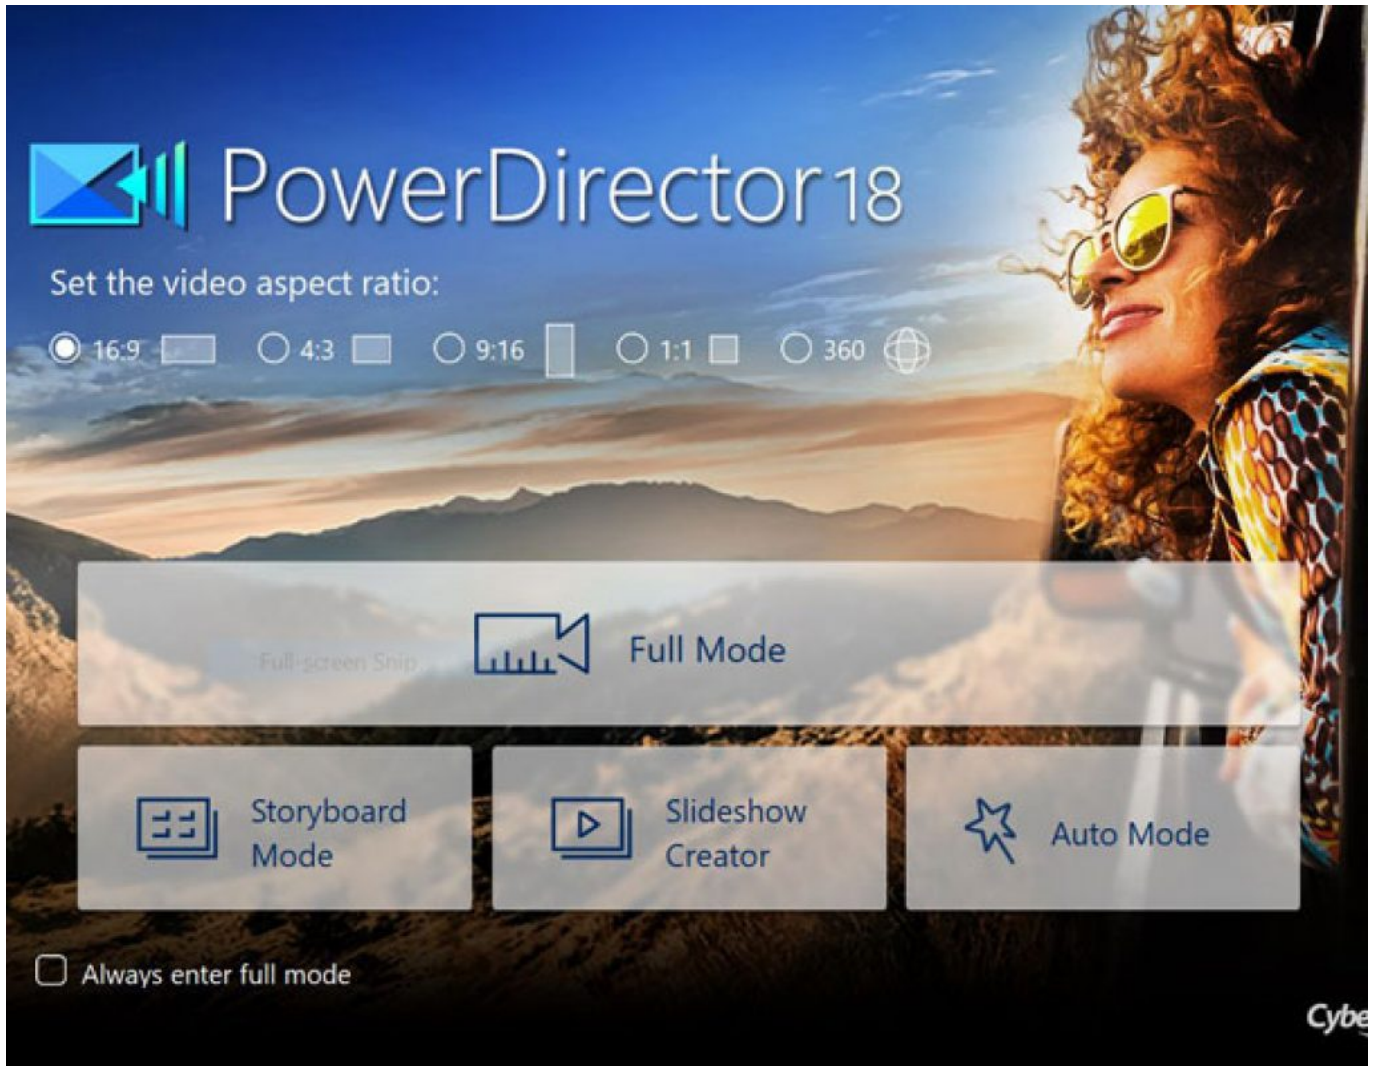 PowerDirector 18
Set the video aspect ratio:
16:9 4:3 9:16 1:1 360
Full-screen Snip
Full Mode
Storyboard
Mode
Slideshow
Creator
Auto Mode
Always enter full mode
Cybe